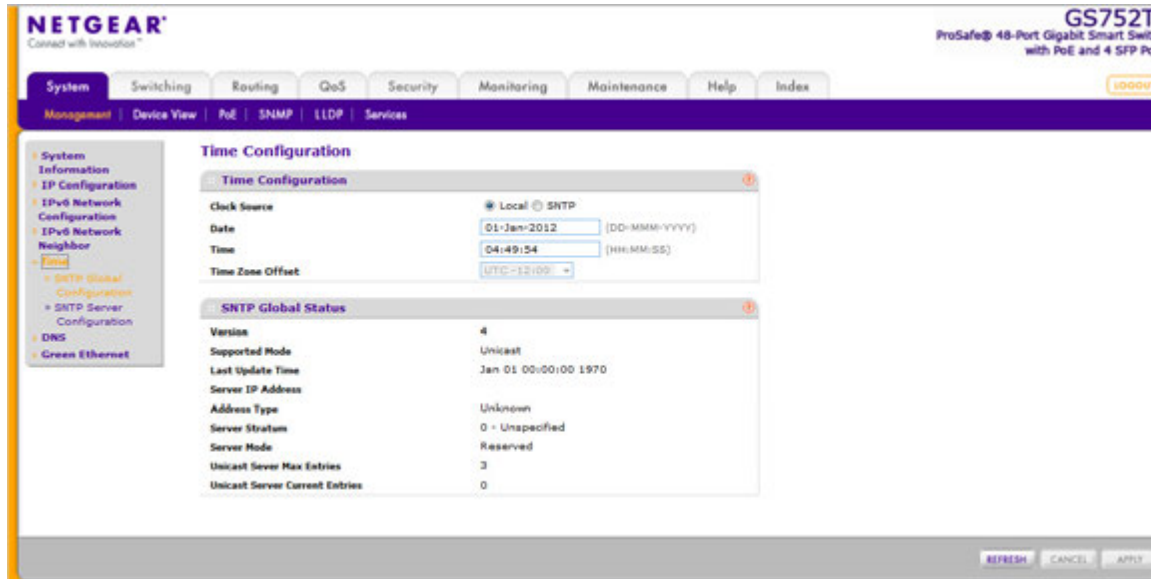 NETGEAR®
Connect with Innovation™
GS752T
ProSafe® 48-Port Gigabit Smart Swit
with PoE and 4 SFP Po
System Switching Routing QoS Security Monitoring Maintenance Help Index
LOGOU
Management | Device View | PoE | SNMP | LLDP | Services
System
Information
IP Configuration
IPv6 Network
Configuration
IPv6 Network
Neighbor
Time
SNTP Global
Configuration
SNTP Server
Configuration
DNS
Green Ethernet
Time Configuration
Time Configuration
Clock Source Local SNTP
Date 01-Jan-2012 (DD-MMM-YYYY)
Time 04:49:54 (HH:MM:SS)
Time Zone Offset UTC-12:00
SNTP Global Status
Version 4
Supported Mode Unicast
Last Update Time Jan 01 00:00:00 1970
Server IP Address
Address Type Unknown
Server Stratum 0 - Unspecified
Server Mode Reserved
Unicast Sever Max Entries 3
Unicast Server Current Entries 0
REFRESH CANCEL APPLY